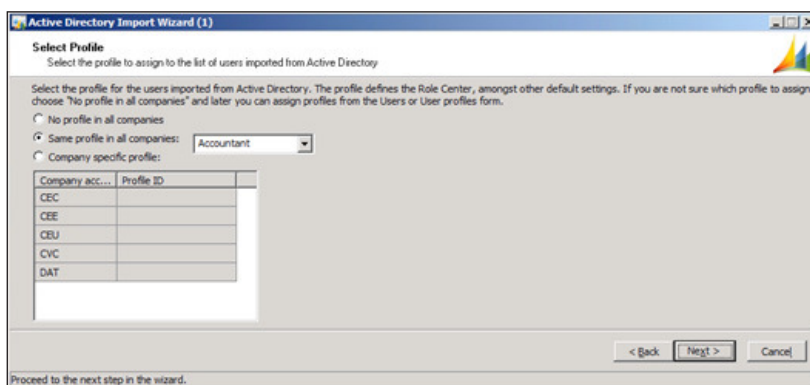 Active Directory Import Wizard (1)
Select Profile
Select the profile to assign to the list of users imported from Active Directory
Select the profile for the users imported from Active Directory. The profile defines the Role Center, amongst other default settings. If you are not sure which profile to assign
choose "No profile in all companies" and later you can assign profiles from the Users or User profiles form.
No profile in all companies
Same profile in all companies: Accountant
Company specific profile:
Company acc... Profile ID
CEC
CEE
CEU
CVC
DAT
< Back Next > Cancel
Proceed to the next step in the wizard.